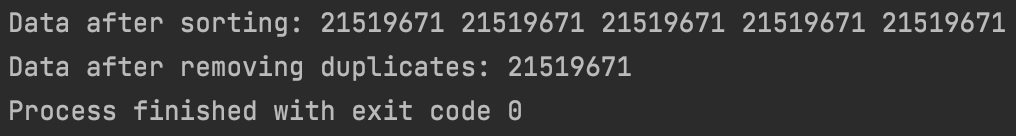 Data after sorting: 21519671 21519671 21519671 21519671 21519671
Data after removing duplicates: 21519671
Process finished with exit code 0